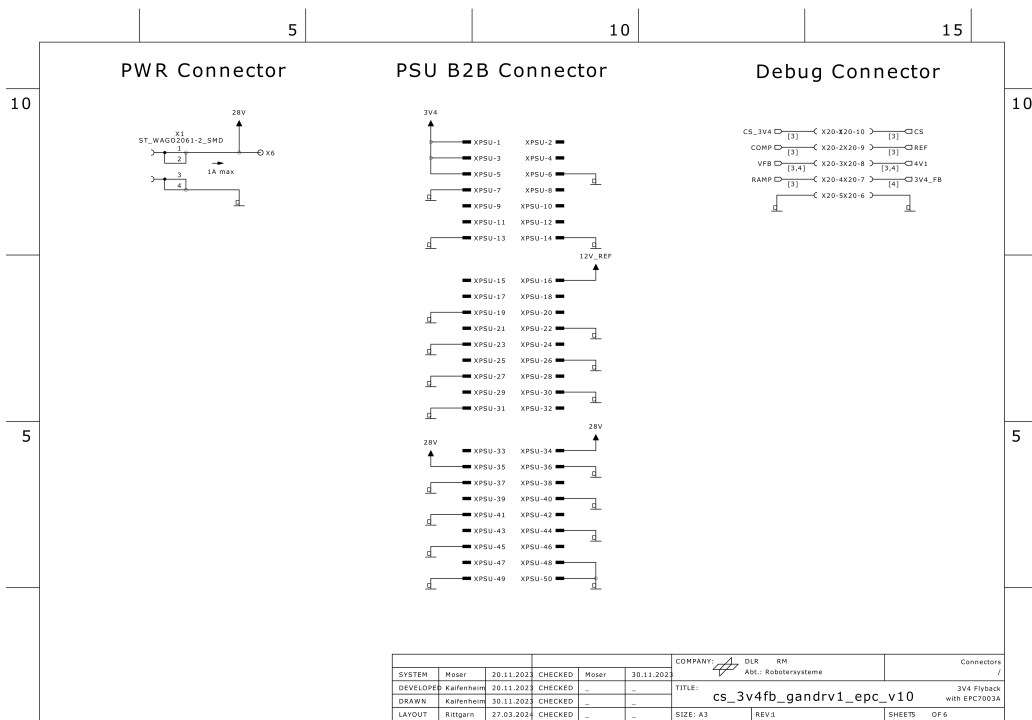 5 10 15
PWR Connector PSU B2B Connector Debug Connector
10 10
28V
X1
ST_WAGO2061-2_SMD
1
2
3
4
X6
1A max
3V4
XPSU-1 XPSU-2
XPSU-3 XPSU-4
XPSU-5 XPSU-6
XPSU-7 XPSU-8
XPSU-9 XPSU-10
XPSU-11 XPSU-12
XPSU-13 XPSU-14
12V_REF
XPSU-15 XPSU-16
XPSU-17 XPSU-18
XPSU-19 XPSU-20
XPSU-21 XPSU-22
XPSU-23 XPSU-24
XPSU-25 XPSU-26
XPSU-27 XPSU-28
XPSU-29 XPSU-30
XPSU-31 XPSU-32
28V
28V
XPSU-33 XPSU-34
XPSU-35 XPSU-36
XPSU-37 XPSU-38
XPSU-39 XPSU-40
XPSU-41 XPSU-42
XPSU-43 XPSU-44
XPSU-45 XPSU-46
XPSU-47 XPSU-48
XPSU-49 XPSU-50
CS_3V4 [3] X20-10 [3] CS
COMP [3] X20-2 X20-9 [3] REF
VFB [3,4] X20-3 X20-8 [3,4] 4V1
RAMP [3] X20-4 X20-7 [4] 3V4_FB
X20-5 X20-6
5 5
COMPANY: DLR RM
Abt.: Robotersysteme
Connectors
/
SYSTEM Moser 20.11.2023 CHECKED Moser 30.11.2023
DEVELOPED Kaifenheim 20.11.2023 CHECKED _ _
DRAWN Kaifenheim 30.11.2023 CHECKED _ _
LAYOUT Rittgarn 27.03.2024 CHECKED _ _
TITLE:
cs_3v4fb_gandrv1_epc_v10
3V4 Flyback
with EPC7003A
SIZE: A3 REV:1 SHEET5 OF 6